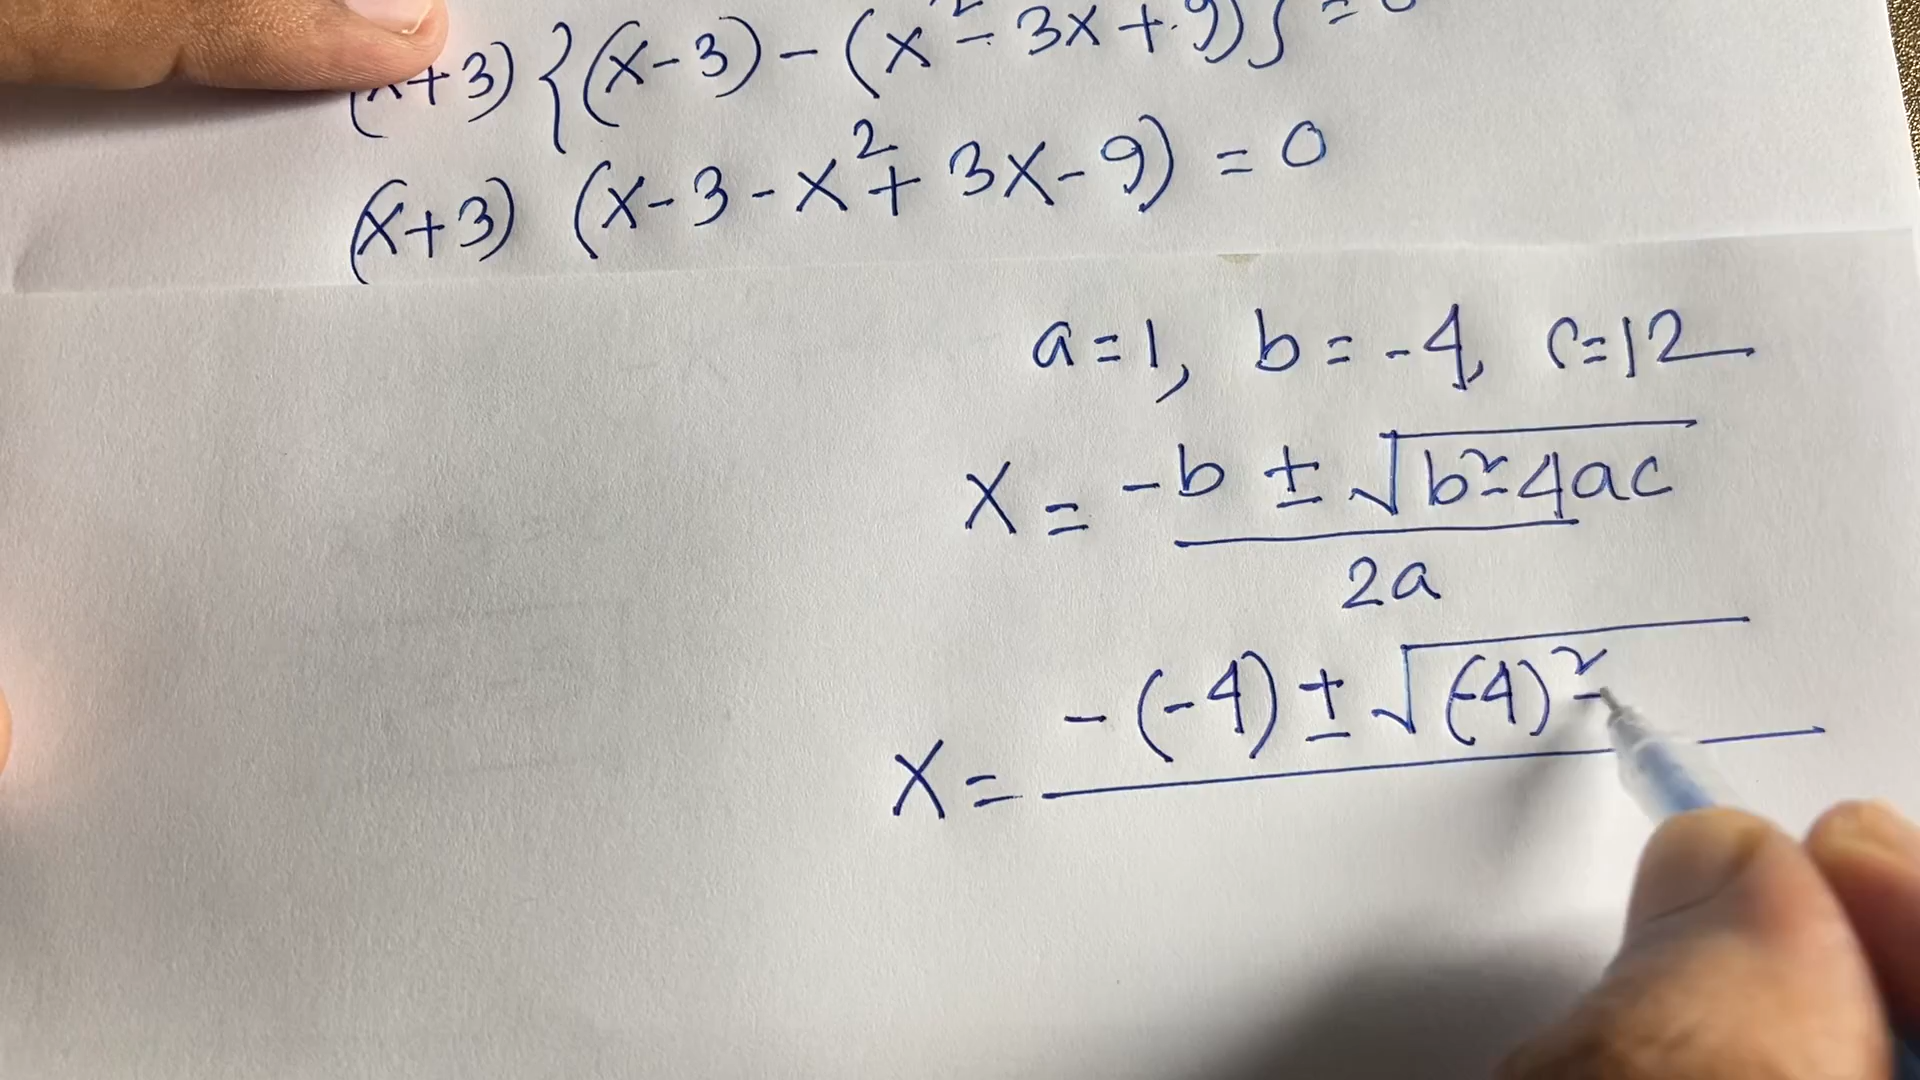 (x+3) {(x-3) - (x² - 3x + 9)} = 0
(x+3) (x-3-x²+3x-9) = 0
a=1, b=-4, c=12
x = -b ± √b²-4ac / 2a
x = -(-4) ± √(-4)² -